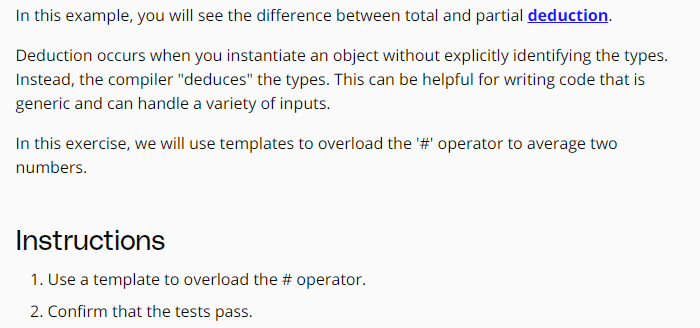 In this example, you will see the difference between total and partial deduction.
Deduction occurs when you instantiate an object without explicitly identifying the types.
Instead, the compiler "deduces" the types. This can be helpful for writing code that is
generic and can handle a variety of inputs.
In this exercise, we will use templates to overload the '#' operator to average two
numbers.
Instructions
1. Use a template to overload the # operator.
2. Confirm that the tests pass.